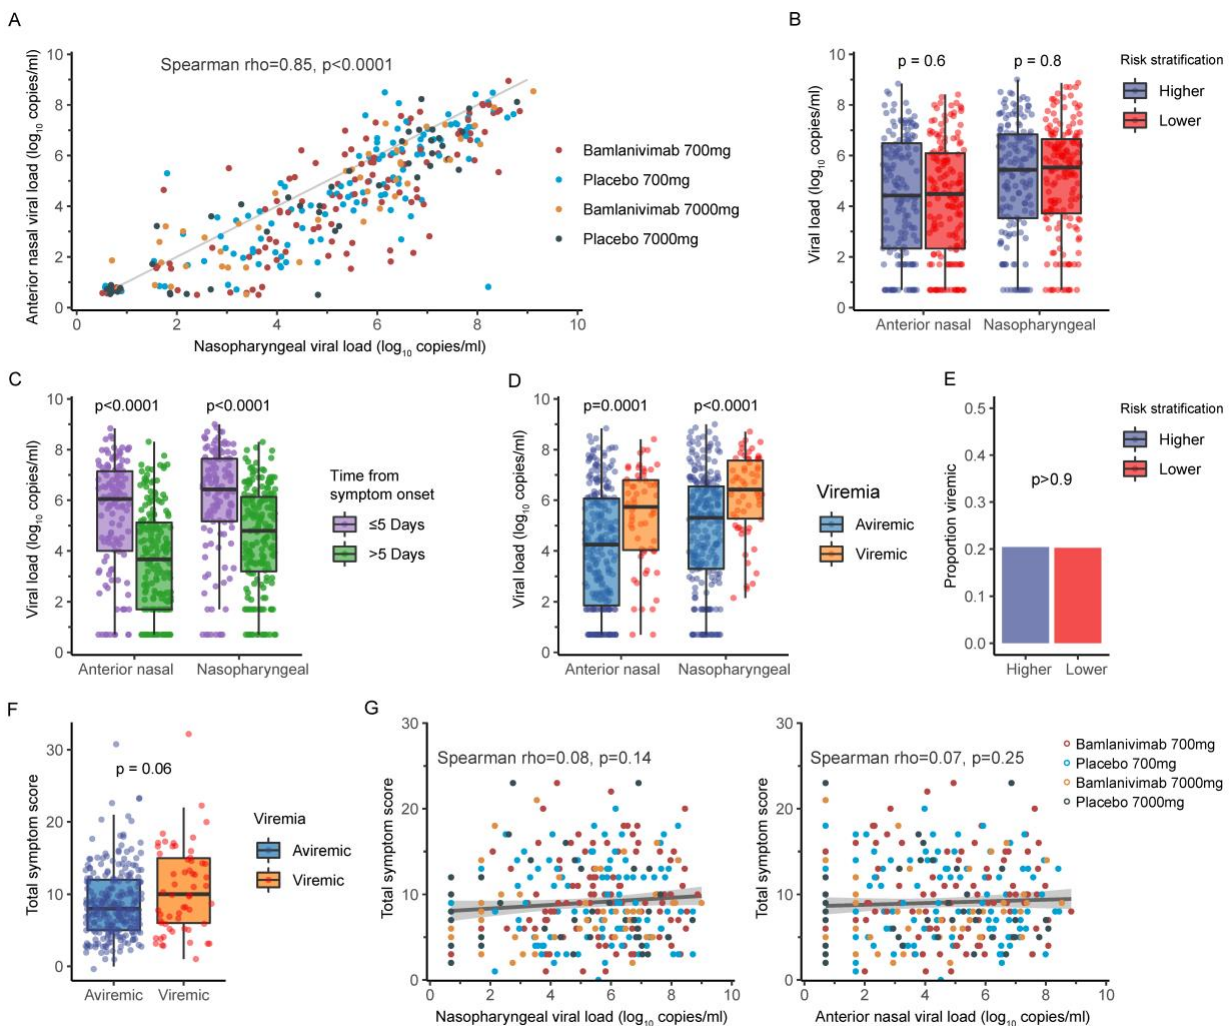 A
Anterior nasal viral load (log10 copies/ml)
10
8
6
4
2
0
Spearman rho=0.85, p<0.0001
0 2 4 6 8 10
Nasopharyngeal viral load (log10 copies/ml)
Bamlanivimab 700mg
Placebo 700mg
Bamlanivimab 7000mg
Placebo 7000mg
B
Viral load (log10 copies/ml)
10
8
6
4
2
0
p = 0.6 p = 0.8
Anterior nasal Nasopharyngeal
Risk stratification
Higher
Lower
C
Viral load (log10 copies/ml)
10
8
6
4
2
0
p<0.0001 p<0.0001
Anterior nasal Nasopharyngeal
Time from
symptom onset
≤5 Days
>5 Days
D
Viral load (log10 copies/ml)
10
8
6
4
2
0
p=0.0001 p<0.0001
Anterior nasal Nasopharyngeal
Viremia
Aviremic
Viremic
E
Proportion viremic
0.5
0.4
0.3
0.2
0.1
0.0
p>0.9
Higher Lower
Risk stratification
Higher
Lower
F
Total symptom score
30
20
10
0
p = 0.06
Aviremic Viremic
Viremia
Aviremic
Viremic
G
Total symptom score
30
20
10
0
Spearman rho=0.08, p=0.14
0 2 4 6 8 10
Nasopharyngeal viral load (log10 copies/ml)
Total symptom score
30
20
10
0
Spearman rho=0.07, p=0.25
0 2 4 6 8 10
Anterior nasal viral load (log10 copies/ml)
Bamlanivimab 700mg
Placebo 700mg
Bamlanivimab 7000mg
Placebo 7000mg